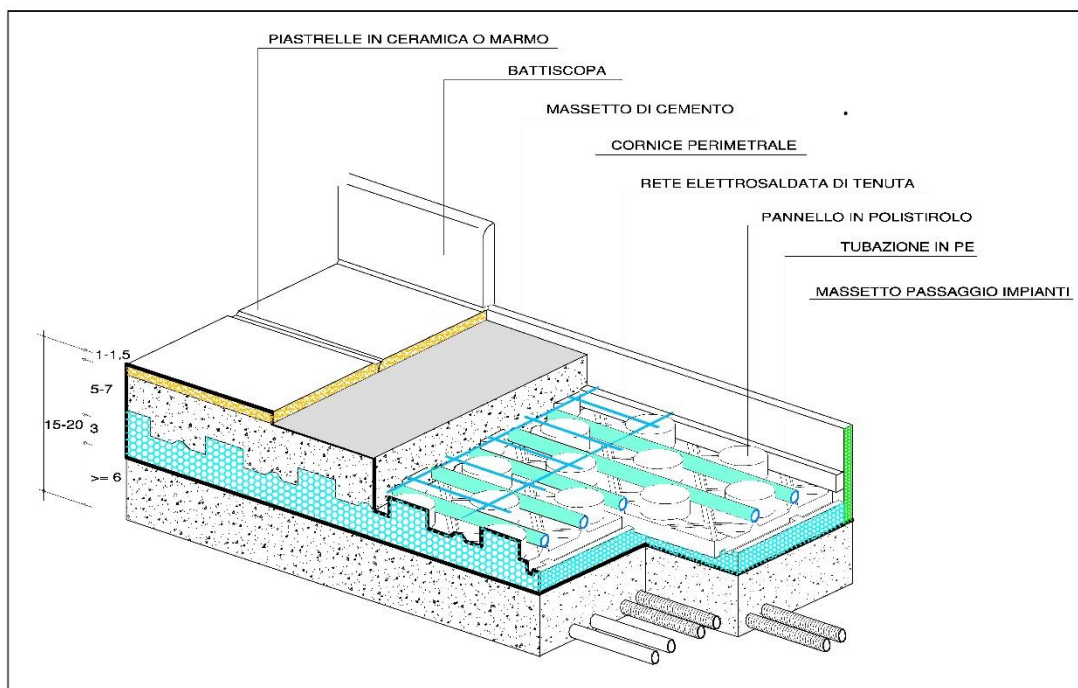 PIASTRELLE IN CERAMICA O MARMO
BATTISCOPA
MASSETTO DI CEMENTO
CORNICE PERIMETRALE
RETE ELETTROSALDATA DI TENUTA
PANNELLO IN POLISTIROLO
TUBAZIONE IN PE
MASSETTO PASSAGGIO IMPIANTI
1-1,5
5-7
15-20
3
>= 6